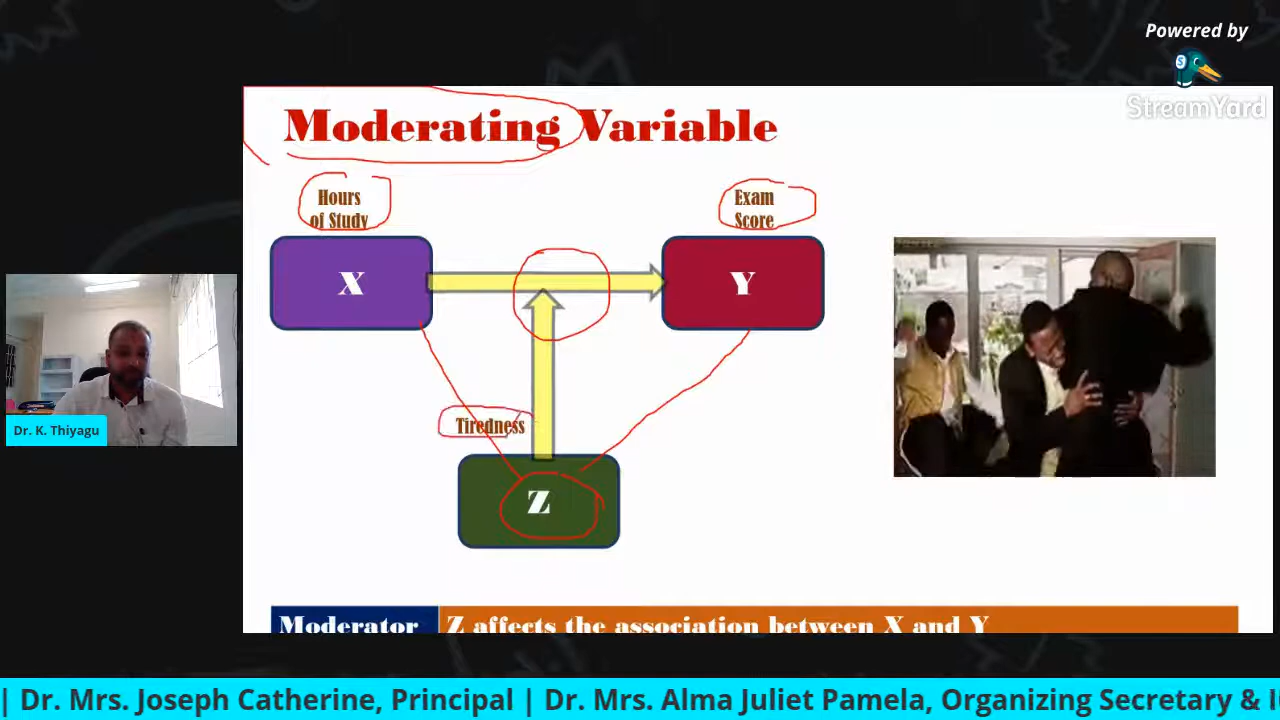 Powered by
StreamYard
Moderating Variable
Hours
of Study
Exam
Score
X
Y
Dr. K. Thiyagu
Tiredness
Z
Moderator
Z affects the association between X and Y
| Dr. Mrs. Joseph Catherine, Principal | Dr. Mrs. Alma Juliet Pamela, Organizing Secretary &